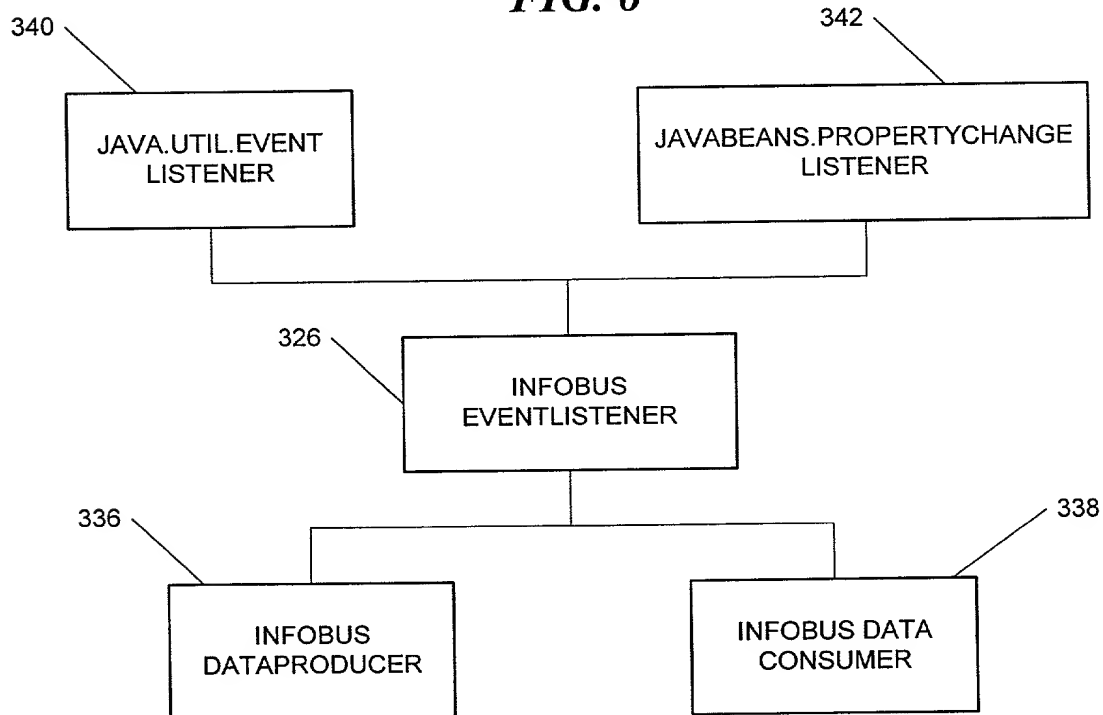 340
342
JAVA.UTIL.EVENT
LISTENER
JAVABEANS.PROPERTYCHANGE
LISTENER
326
INFOBUS
EVENTLISTENER
336
338
INFOBUS
DATAPRODUCER
INFOBUS DATA
CONSUMER